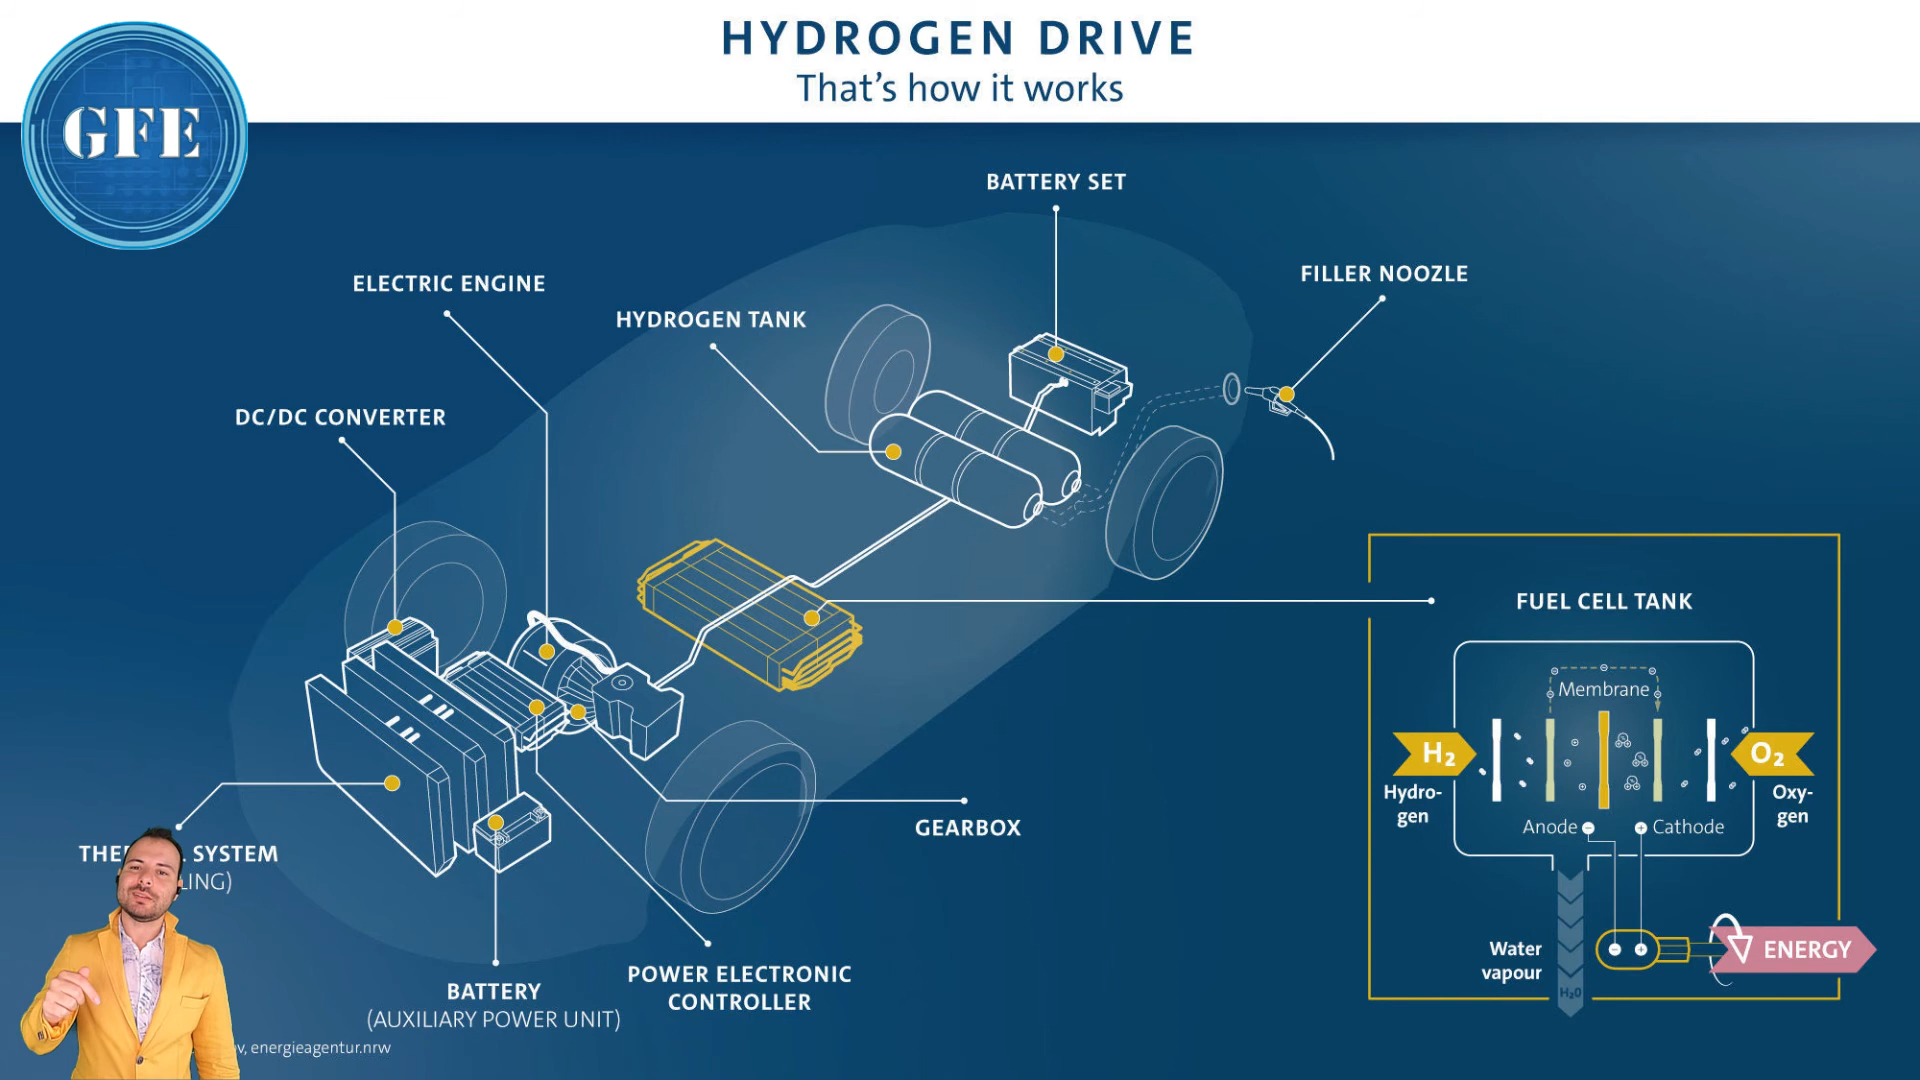 HYDROGEN DRIVE
That's how it works
GFE
BATTERY SET
FILLER NOOZLE
ELECTRIC ENGINE
HYDROGEN TANK
DC/DC CONVERTER
FUEL CELL TANK
Membrane
H₂
O₂
Hydro-
gen
Oxy-
gen
Anode
Cathode
GEARBOX
SYSTEM
Water
vapour
ENERGY
H₂O
POWER ELECTRONIC
CONTROLLER
BATTERY
(AUXILIARY POWER UNIT)
energieagentur.nrw